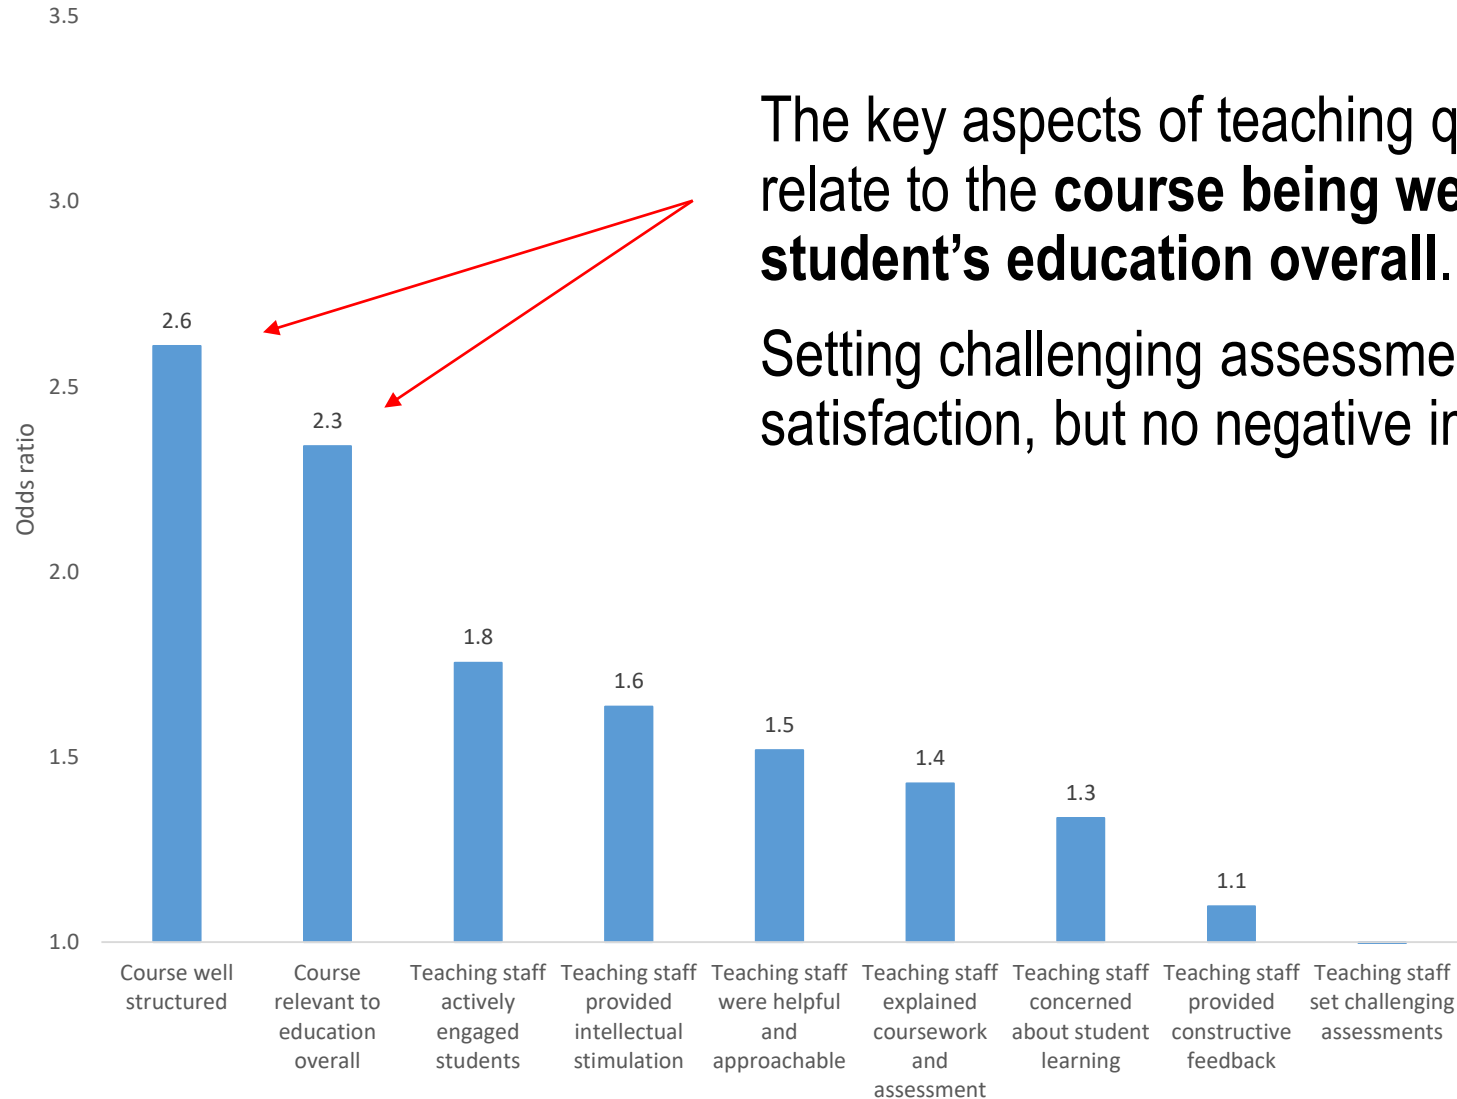 3.5
3.0
2.5
2.0
1.5
1.0
Odds ratio
The key aspects of teaching q
relate to the course being we
student’s education overall.
Setting challenging assessme
satisfaction, but no negative
2.6
2.3
1.8
1.6
1.5
1.4
1.3
1.1
Course well
structured
Course
relevant to
education
overall
Teaching staff
actively
engaged
students
Teaching staff
provided
intellectual
stimulation
Teaching staff
were helpful
and
approachable
Teaching staff
explained
coursework
and
assessment
Teaching staff
concerned
about student
learning
Teaching staff
provided
constructive
feedback
Teaching staff
set challenging
assessments